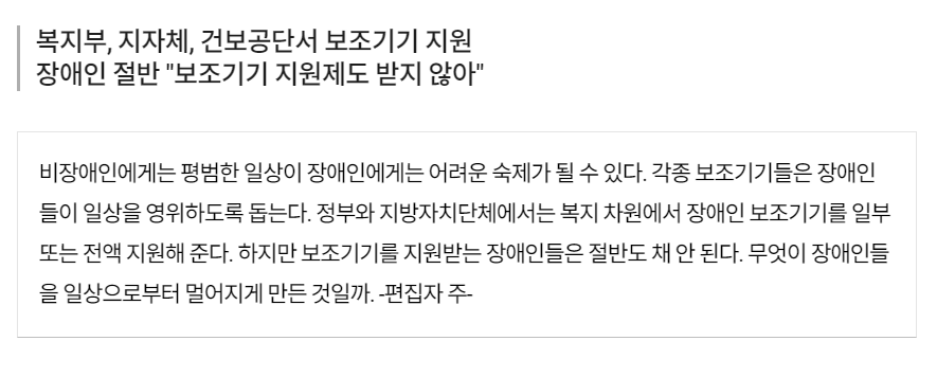 복지부, 지자체, 건보공단서 보조기기 지원
장애인 절반 "보조기기 지원제도 받지 않아"
비장애인에게는 평범한 일상이 장애인에게는 어려운 숙제가 될 수 있다. 각종 보조기기들은 장애인
들이 일상을 영위하도록 돕는다. 정부와 지방자치단체에서는 복지 차원에서 장애인 보조기기를 일부
또는 전액 지원해 준다. 하지만 보조기기를 지원받는 장애인들은 절반도 채 안 된다. 무엇이 장애인들
을 일상으로부터 멀어지게 만든 것일까. -편집자 주-